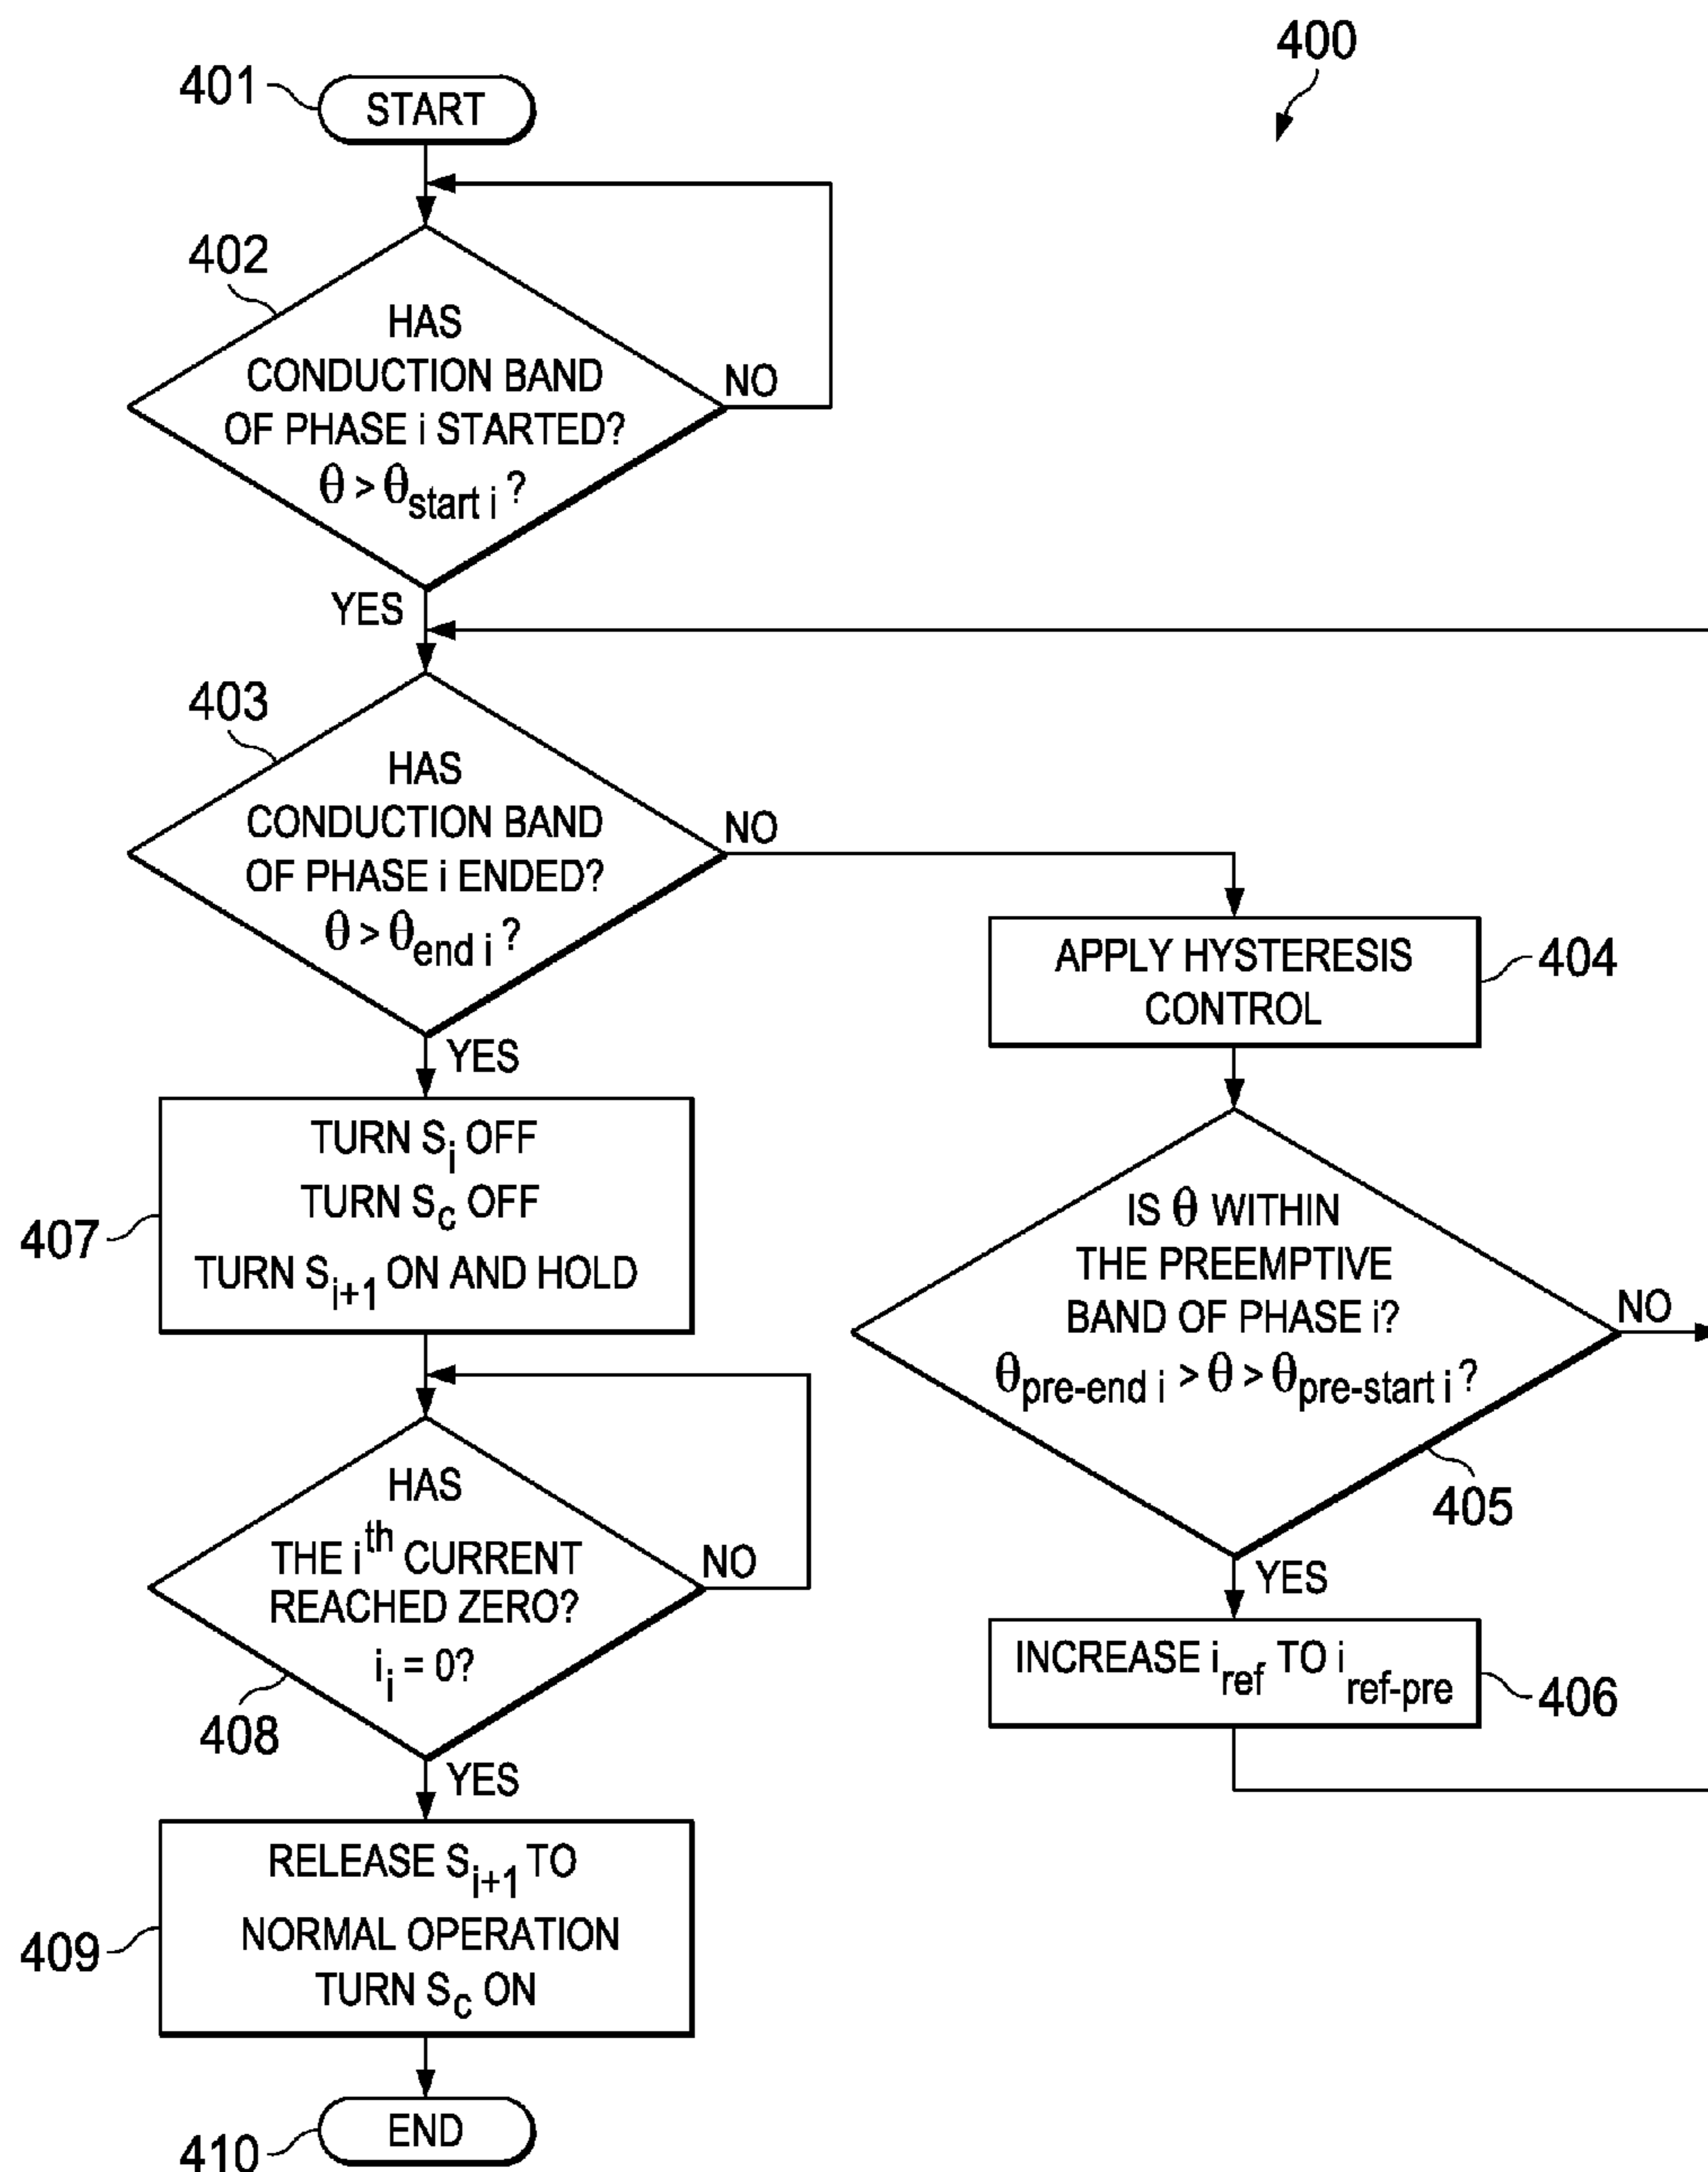 400
401
START
402
HAS
CONDUCTION BAND
OF PHASE i STARTED?
θ > θstart i ?
NO
YES
403
HAS
CONDUCTION BAND
OF PHASE i ENDED?
θ > θend i ?
NO
YES
404
APPLY HYSTERESIS
CONTROL
IS θ WITHIN
THE PREEMPTIVE
BAND OF PHASE i?
θpre-end i > θ > θpre-start i ?
NO
405
YES
INCREASE iref TO iref-pre
406
407
TURN Si OFF
TURN Sc OFF
TURN Si+1 ON AND HOLD
HAS
THE ith CURRENT
REACHED ZERO?
ii = 0?
NO
408
YES
409
RELEASE Si+1 TO
NORMAL OPERATION
TURN Sc ON
END
410